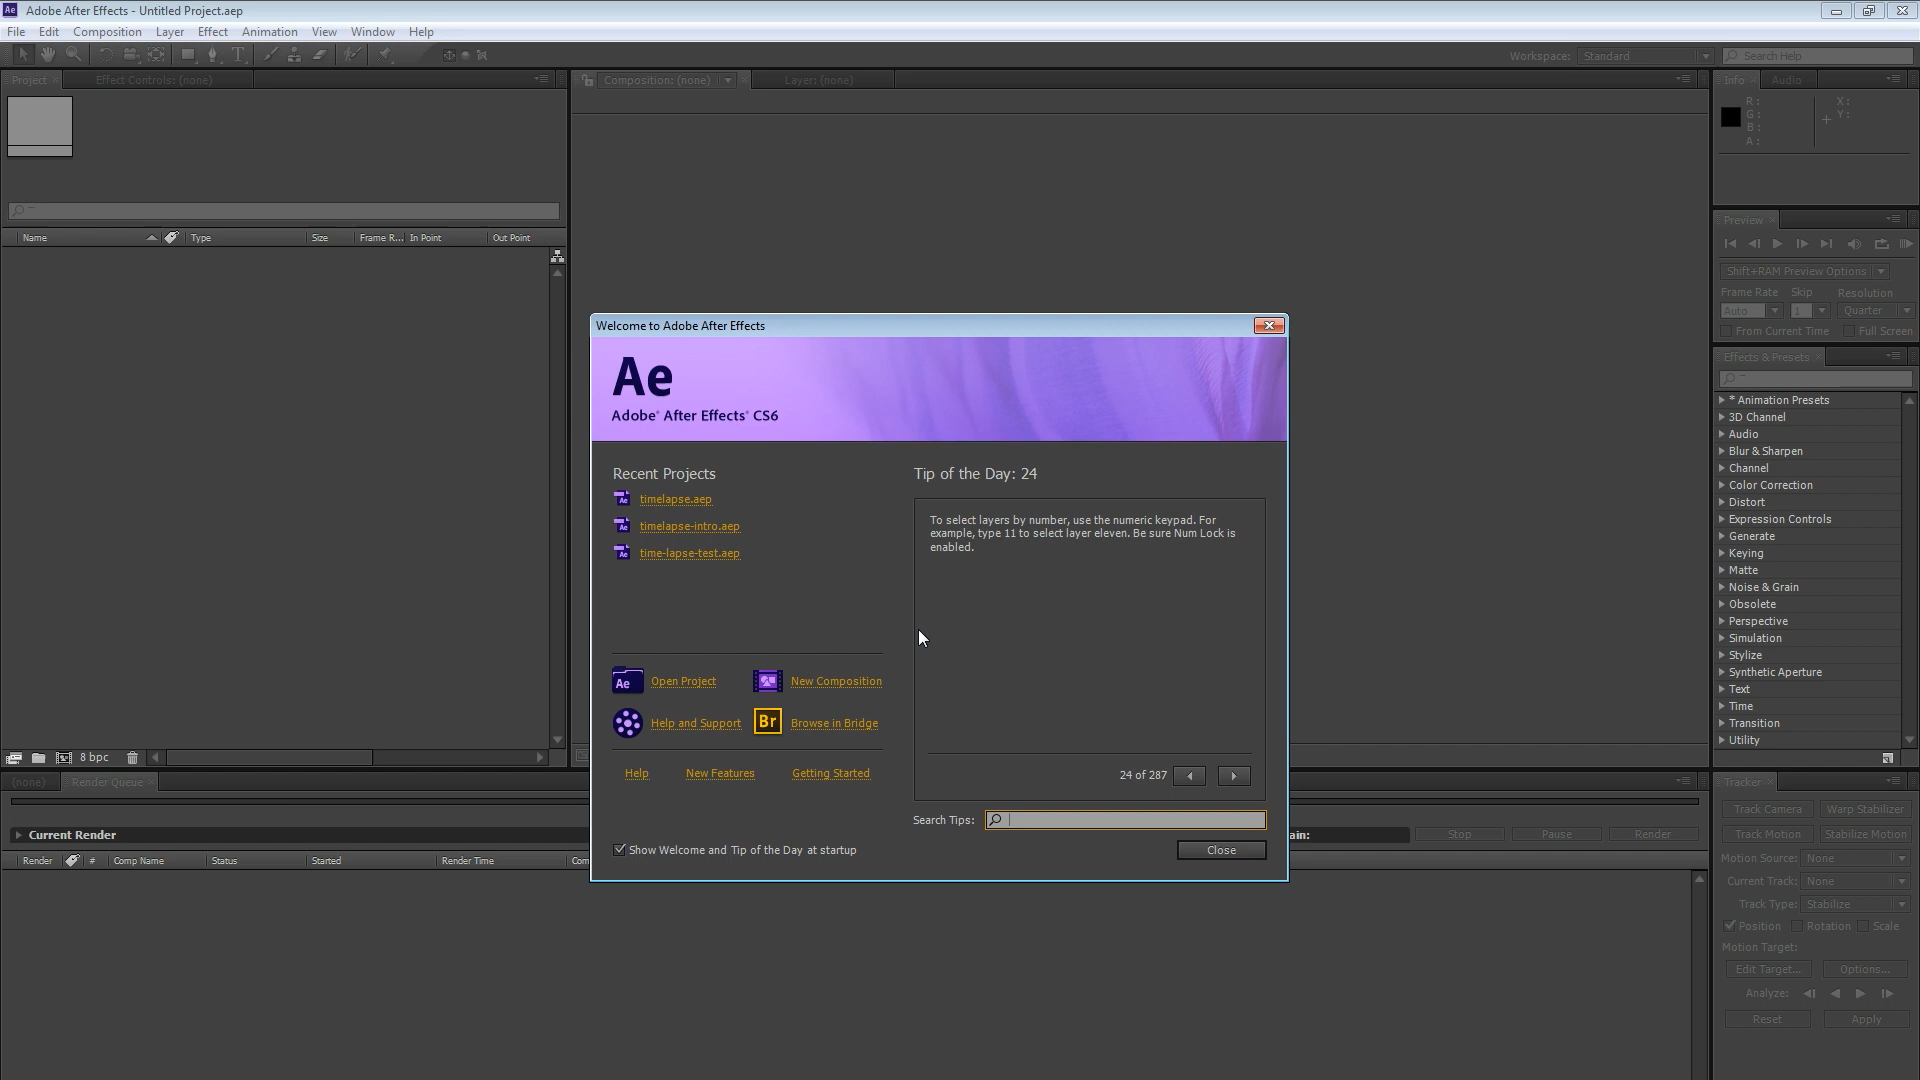 Adobe After Effects - Untitled Project.aep
File Edit Composition Layer Effect Animation View Window Help
Workspace: Standard Search Help
Project Effect Controls: (none) Composition: (none) Layer: (none) Info Audio
R: X:
G: Y:
B:
A:
Name Type Size Frame R... In Point Out Point
Preview
Shift+RAM Preview Options
Frame Rate Skip Resolution
Auto 1 Quarter
From Current Time Full Screen
Effects & Presets
* Animation Presets
3D Channel
Audio
Blur & Sharpen
Channel
Color Correction
Distort
Expression Controls
Generate
Keying
Matte
Noise & Grain
Obsolete
Perspective
Simulation
Stylize
Synthetic Aperture
Text
Time
Transition
Utility
Welcome to Adobe After Effects
Ae
Adobe® After Effects® CS6
Recent Projects
Ae timelapse.aep
Ae timelapse-intro.aep
Ae time-lapse-test.aep
Ae Open Project New Composition
Help and Support Br Browse in Bridge
Help New Features Getting Started
Show Welcome and Tip of the Day at startup
Tip of the Day: 24
To select layers by number, use the numeric keypad. For
example, type 11 to select layer eleven. Be sure Num Lock is
enabled.
24 of 287
Search Tips:
Close
8 bpc
(none) Render Queue
Current Render ain: Stop Pause Render
Render # Comp Name Status Started Render Time Com
Tracker
Track Camera Warp Stabilizer
Track Motion Stabilize Motion
Motion Source: None
Current Track: None
Track Type: Stabilize
Position Rotation Scale
Motion Target:
Edit Target... Options...
Analyze:
Reset Apply